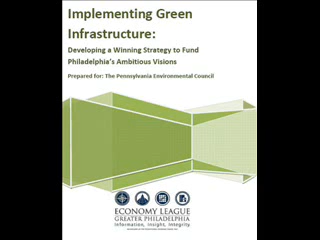 Implementing Green
Infrastructure:
Developing a Winning Strategy to Fund
Philadelphia's Ambitious Visions
Prepared for: The Pennsylvania Environmental Council
ECONOMY LEAGUE
GREATER PHILADELPHIA
Information, Insight, Integrity